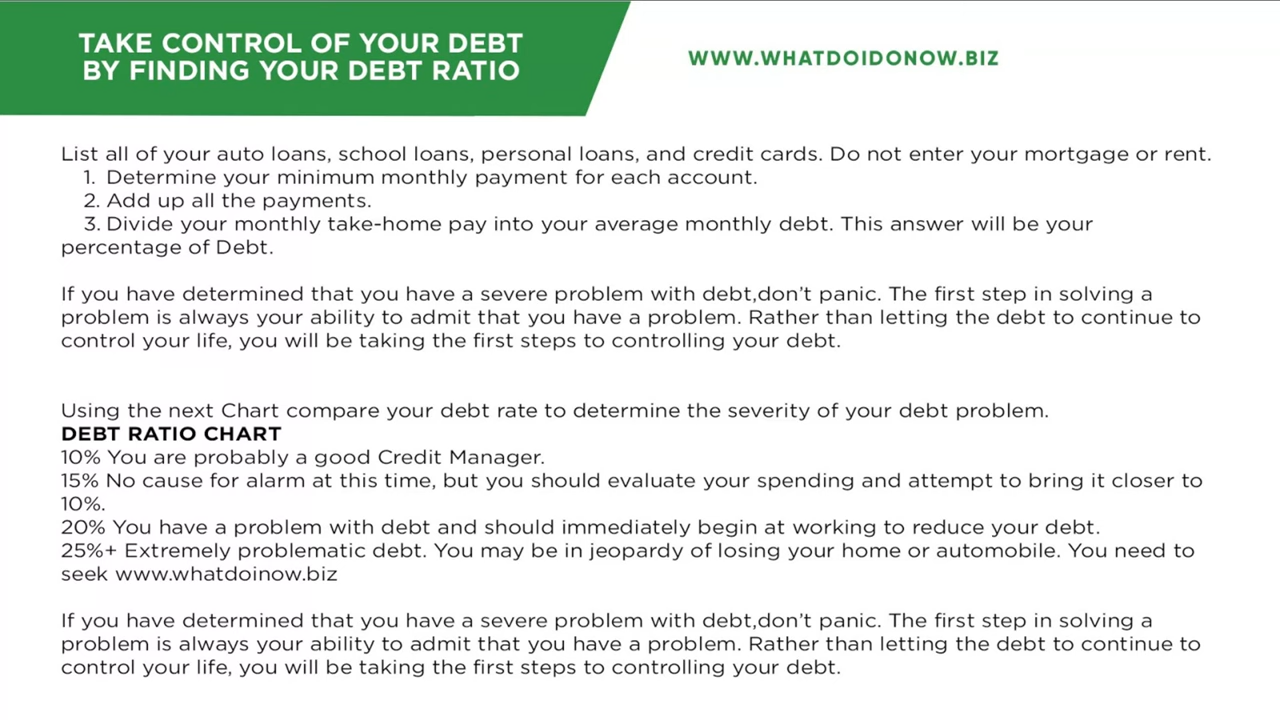 TAKE CONTROL OF YOUR DEBT
BY FINDING YOUR DEBT RATIO
WWW.WHATDOIDONOW.BIZ
List all of your auto loans, school loans, personal loans, and credit cards. Do not enter your mortgage or rent.
1. Determine your minimum monthly payment for each account.
2. Add up all the payments.
3. Divide your monthly take-home pay into your average monthly debt. This answer will be your
percentage of Debt.
If you have determined that you have a severe problem with debt,don't panic. The first step in solving a
problem is always your ability to admit that you have a problem. Rather than letting the debt to continue to
control your life, you will be taking the first steps to controlling your debt.
Using the next Chart compare your debt rate to determine the severity of your debt problem.
DEBT RATIO CHART
10% You are probably a good Credit Manager.
15% No cause for alarm at this time, but you should evaluate your spending and attempt to bring it closer to
10%.
20% You have a problem with debt and should immediately begin at working to reduce your debt.
25%+ Extremely problematic debt. You may be in jeopardy of losing your home or automobile. You need to
seek www.whatdoinow.biz
If you have determined that you have a severe problem with debt,don't panic. The first step in solving a
problem is always your ability to admit that you have a problem. Rather than letting the debt to continue to
control your life, you will be taking the first steps to controlling your debt.